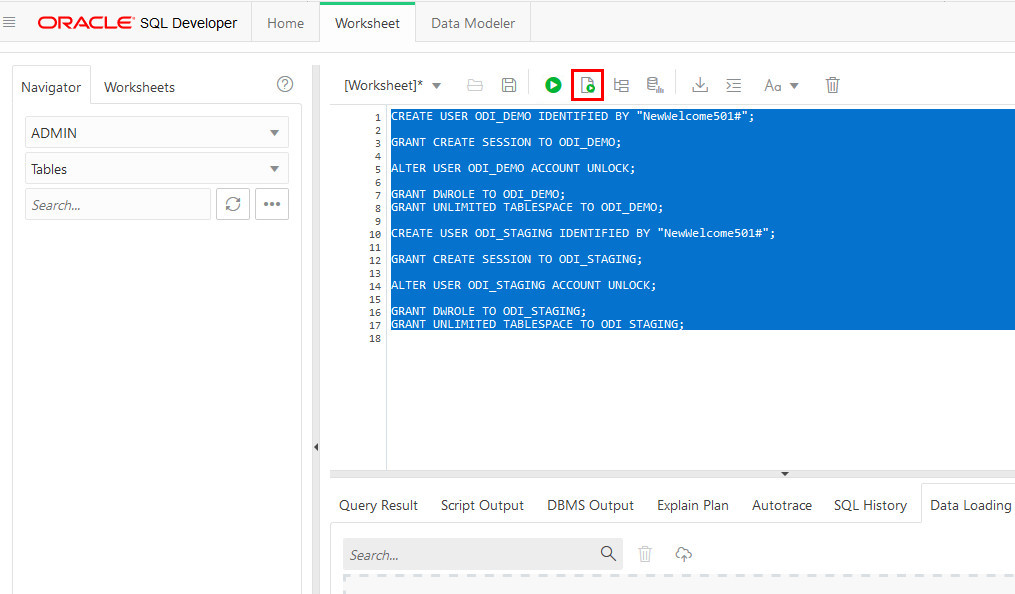 ORACLE SQL Developer
Home
Worksheet
Data Modeler
Navigator
Worksheets
?
ADMIN
Tables
Search...
[Worksheet]*
Aa
1 CREATE USER ODI_DEMO IDENTIFIED BY "NewWelcome501#";
2
3 GRANT CREATE SESSION TO ODI_DEMO;
4
5 ALTER USER ODI_DEMO ACCOUNT UNLOCK;
6
7 GRANT DWROLE TO ODI_DEMO;
8 GRANT UNLIMITED TABLESPACE TO ODI_DEMO;
9
10 CREATE USER ODI_STAGING IDENTIFIED BY "NewWelcome501#";
11
12 GRANT CREATE SESSION TO ODI_STAGING;
13
14 ALTER USER ODI_STAGING ACCOUNT UNLOCK;
15
16 GRANT DWROLE TO ODI_STAGING;
17 GRANT UNLIMITED TABLESPACE TO ODI_STAGING;
18
Query Result
Script Output
DBMS Output
Explain Plan
Autotrace
SQL History
Data Loading
Search...